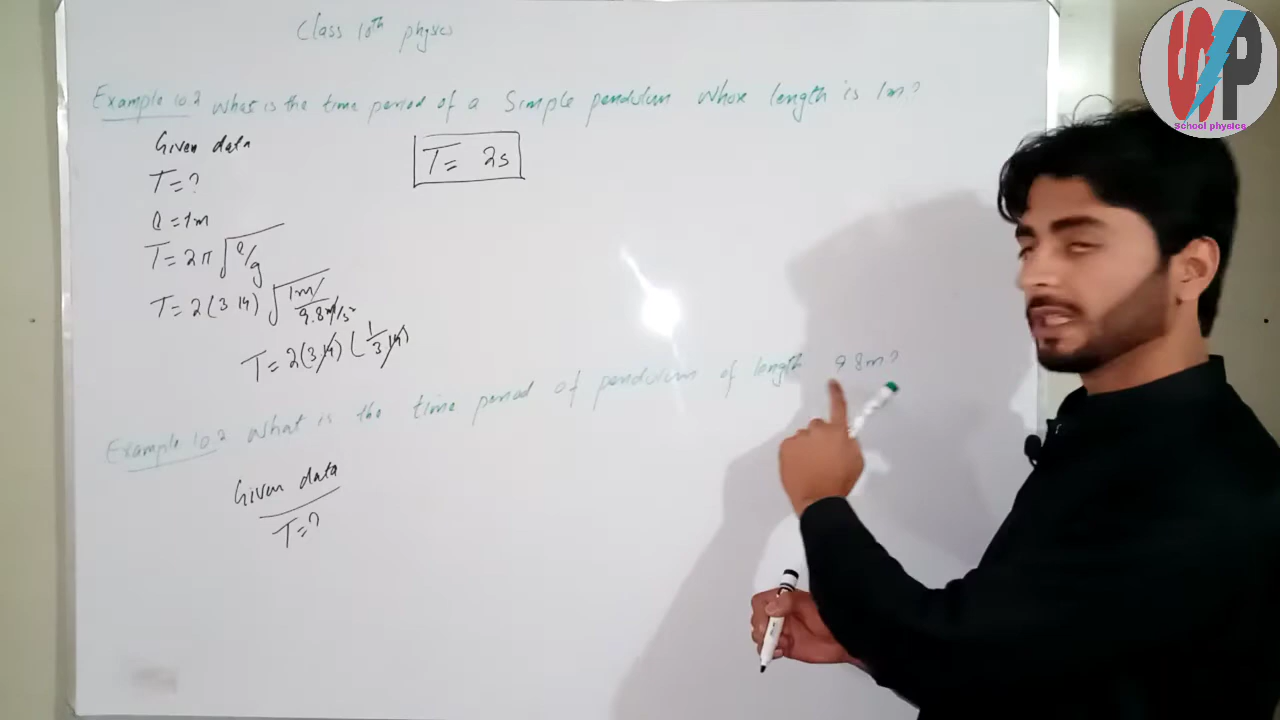 Class 10th physics
Example 10.2 What is the time period of a Simple pendulum whose length is 1m?
Given data
T=?
l=1m
T=2π√l/g
T=2(3 14)√1m/9.8m/s²
T=2(3.14)(1/3.14)
T= 2s
Example 10.2 What is the time period of pendulum of length 9 8m?
Given data
T=?
SP
School physics